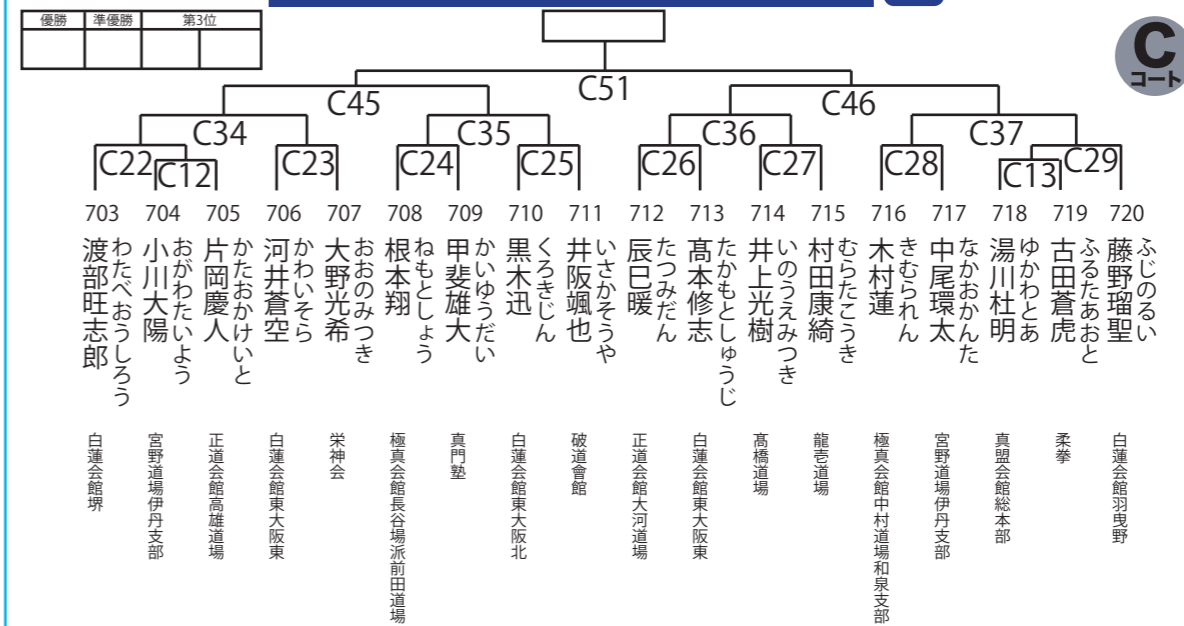 優勝 準優勝 第3位
C
コート
C51
C45 C46
C34 C35 C36 C37
C22 C12 C23 C24 C25 C26 C27 C28 C13 C29
703 704 705 706 707 708 709 710 711 712 713 714 715 716 717 718 719 720
わたべおうしろう
渡部旺志郎
白蓮会館堺
おがわたいよう
小川大陽
宮野道場伊丹支部
かたおかけいと
片岡慶人
正道会館高雄道場
かわいそら
河井蒼空
白蓮会館東大阪東
おおのみつき
大野光希
栄神会
ねもとしょう
根本翔
極真会館長谷場派前田道場
かいゆうだい
甲斐雄大
真門塾
くろきじん
黒木迅
白蓮会館東大阪北
いさかそうや
井阪颯也
破道會館
たつみだん
辰巳暖
正道会館大河道場
たかもとしゅうじ
髙本修志
白蓮会館東大阪東
いのうえみつき
井上光樹
髙橋道場
むらたこうき
村田康綺
龍壱道場
きむられん
木村蓮
極真会館中村道場和泉支部
なかおかんた
中尾環太
宮野道場伊丹支部
ゆかわとあ
湯川杜明
真盟会館総本部
ふるたあおと
古田蒼虎
柔拳
ふじのるい
藤野瑠聖
白蓮会館羽曳野